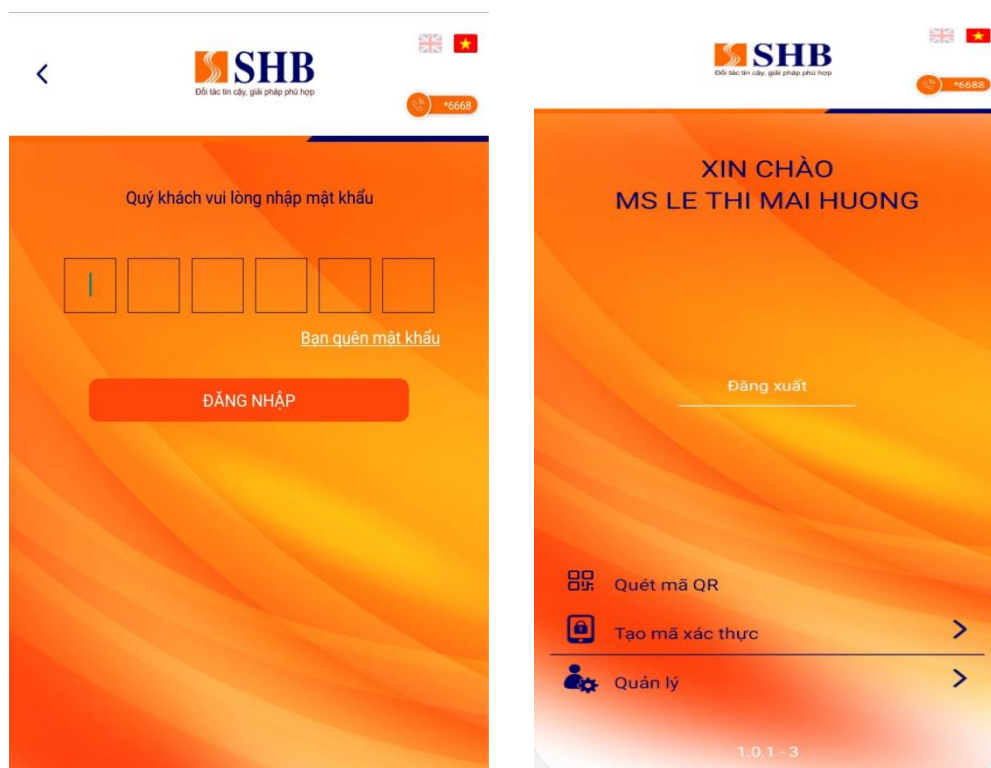 SHB
Đối tác tin cậy, giải pháp phù hợp
*6668
Quý khách vui lòng nhập mật khẩu
Bạn quên mật khẩu
ĐĂNG NHẬP
SHB
Đối tác tin cậy, giải pháp phù hợp
*6688
XIN CHÀO
MS LE THI MAI HUONG
Đăng xuất
Quét mã QR
Tạo mã xác thực
Quản lý
1.0.1 - 3